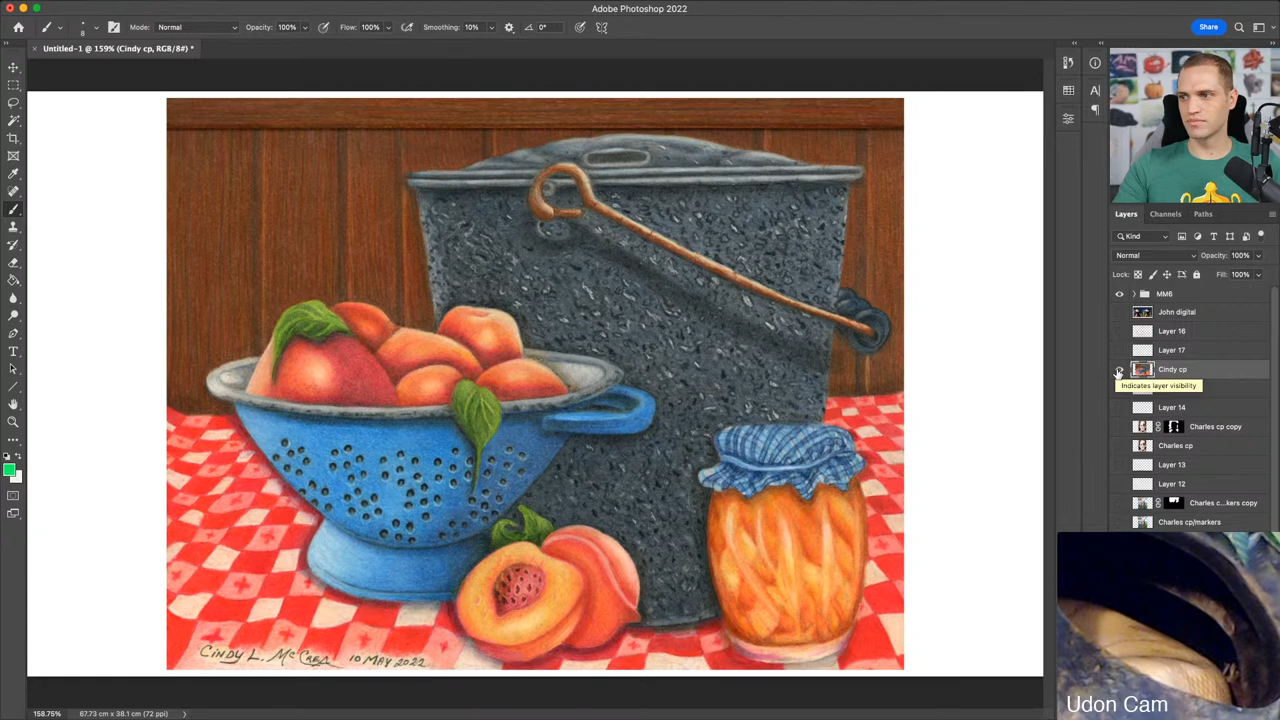 Adobe Photoshop 2022
Mode: Normal Opacity: 100% Flow: 100% Smoothing: 10% 0° Share
8
Untitled-1 @ 159% (Cindy cp, RGB/8#) *
CINDY L. MCCREA 10 MAY 2022
158.75% 67.73 cm x 38.1 cm (72 ppi)
Layers Channels Paths
Kind
Normal Opacity: 100%
Lock: Fill: 100%
MM6
John digital
Layer 16
Layer 17
Cindy cp
Indicates layer visibility
Layer 14
Charles cp copy
Charles cp
Layer 13
Layer 12
Charles c...kers copy
Charles cp/markers
Udon Cam